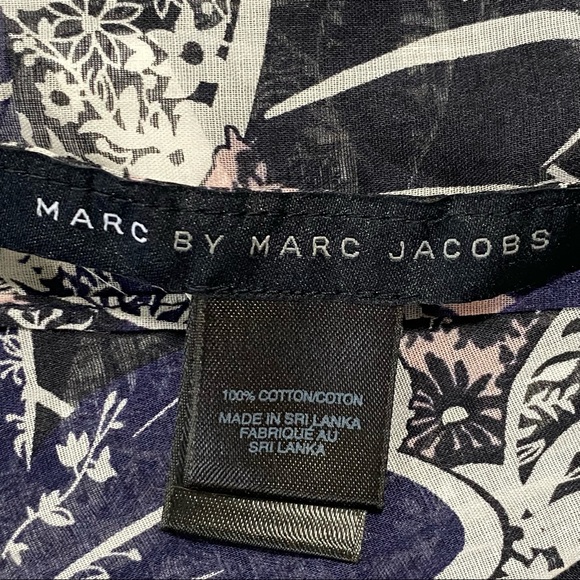 MARC BY MARC JACOBS
100% COTTON/COTON
MADE IN SRI LANKA
FABRIQUE AU
SRI LANKA